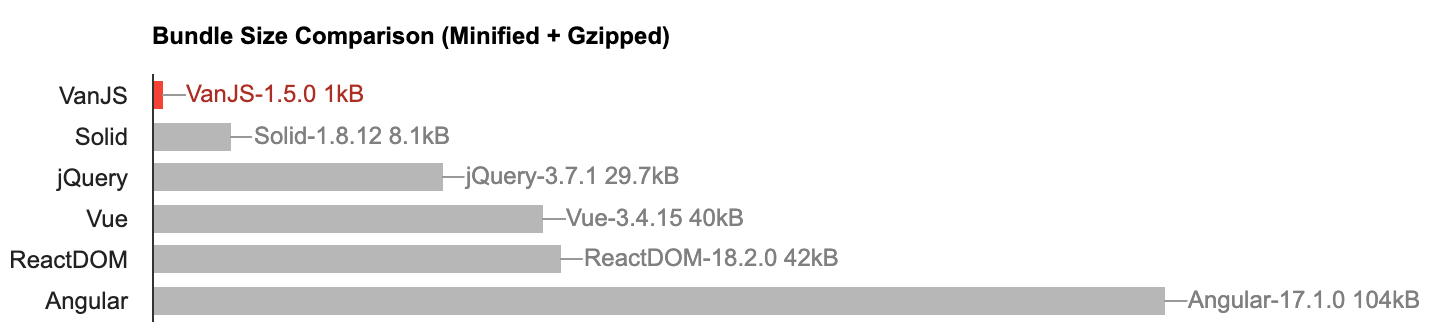 Bundle Size Comparison (Minified + Gzipped)
VanJS VanJS-1.5.0 1kB
Solid Solid-1.8.12 8.1kB
jQuery jQuery-3.7.1 29.7kB
Vue Vue-3.4.15 40kB
ReactDOM ReactDOM-18.2.0 42kB
Angular Angular-17.1.0 104kB